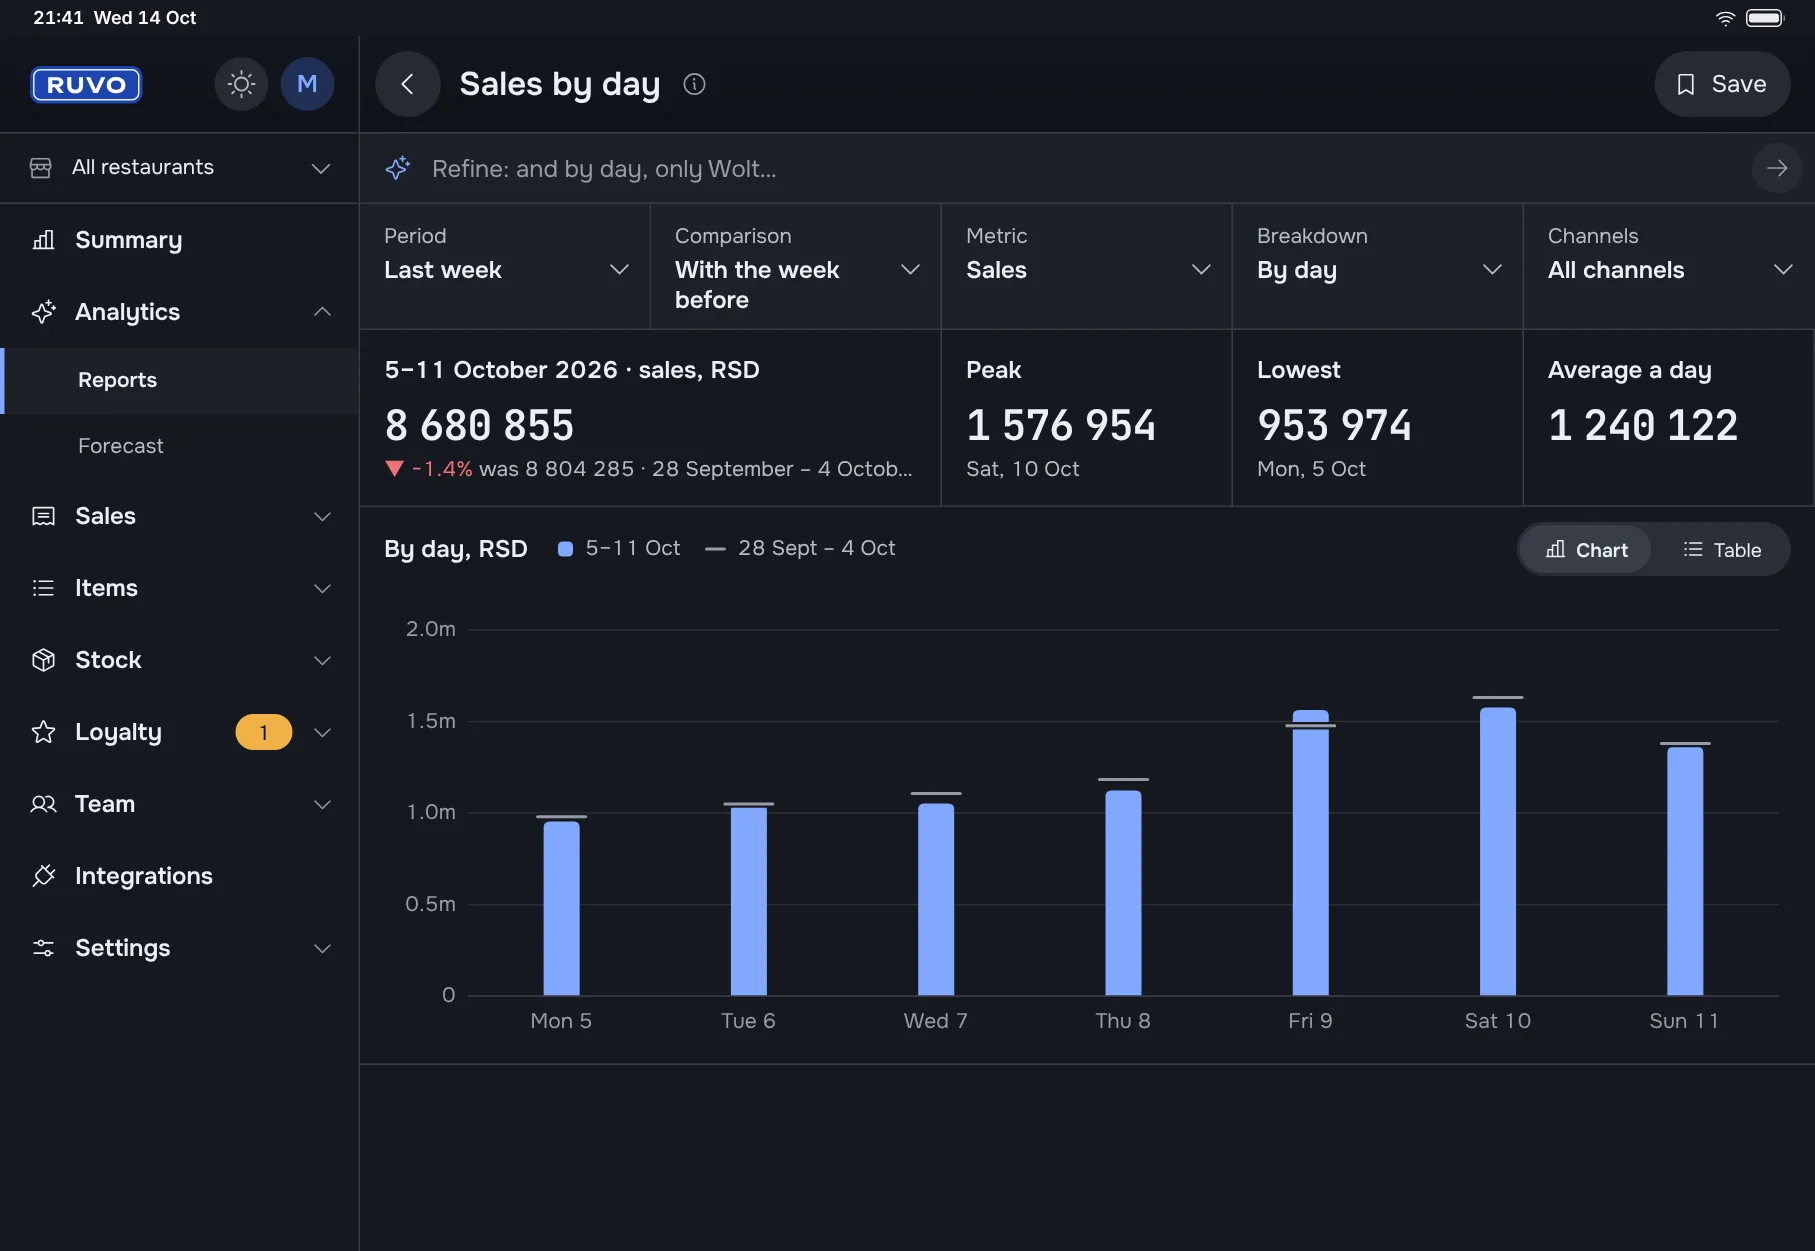 21:41 Wed 14 Oct
RUVO
M
Sales by day
Save
All restaurants
Refine: and by day, only Wolt...
Summary
Analytics
Reports
Forecast
Sales
Items
Stock
Loyalty 1
Team
Integrations
Settings
Period
Last week
Comparison
With the week
before
Metric
Sales
Breakdown
By day
Channels
All channels
5–11 October 2026 · sales, RSD
8 680 855
▼ -1.4% was 8 804 285 · 28 September – 4 Octob...
Peak
1 576 954
Sat, 10 Oct
Lowest
953 974
Mon, 5 Oct
Average a day
1 240 122
By day, RSD 5–11 Oct 28 Sept – 4 Oct
Chart Table
2.0m
1.5m
1.0m
0.5m
0
Mon 5 Tue 6 Wed 7 Thu 8 Fri 9 Sat 10 Sun 11